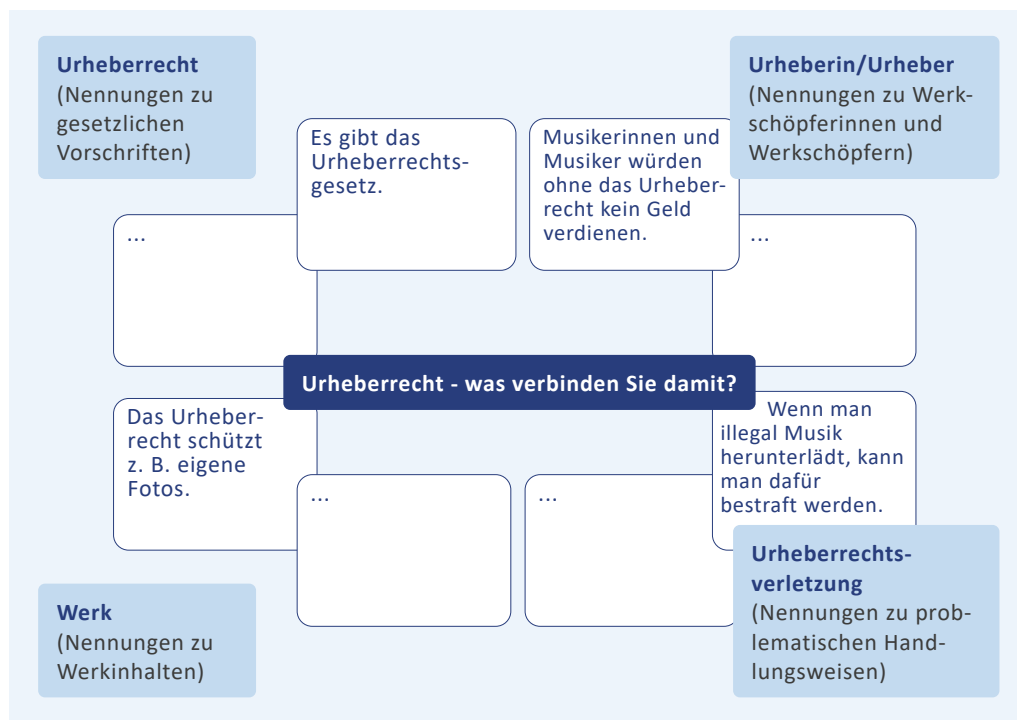 Urheberrecht
(Nennungen zu
gesetzlichen
Vorschriften)
Es gibt das
Urheberrechts-
gesetz.
Musikerinnen und
Musiker würden
ohne das Urheber-
recht kein Geld
verdienen.
Urheberin/Urheber
(Nennungen zu Werk-
schöpferinnen und
Werkschöpfern)
...
...
Urheberrecht - was verbinden Sie damit?
Das Urheber-
recht schützt
z. B. eigene
Fotos.
...
...
Wenn man
illegal Musik
herunterlädt, kann
man dafür
bestraft werden.
Werk
(Nennungen zu
Werkinhalten)
Urheberrechts-
verletzung
(Nennungen zu prob-
lematischen Hand-
lungsweisen)